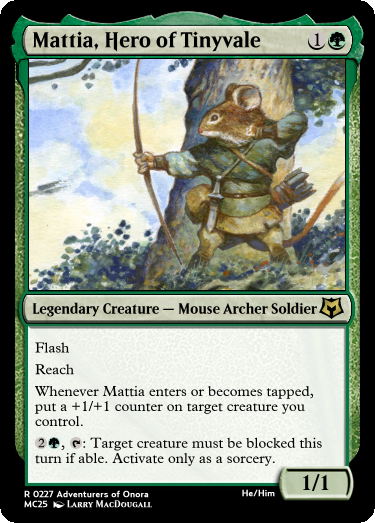 Mattia, Hero of Tinyvale 1
Legendary Creature — Mouse Archer Soldier
Flash
Reach
Whenever Mattia enters or becomes tapped,
put a +1/+1 counter on target creature you
control.
2, : Target creature must be blocked this
turn if able. Activate only as a sorcery.
1/1
R 0227 Adventurers of Onora He/Him
MC25 Larry MacDougall